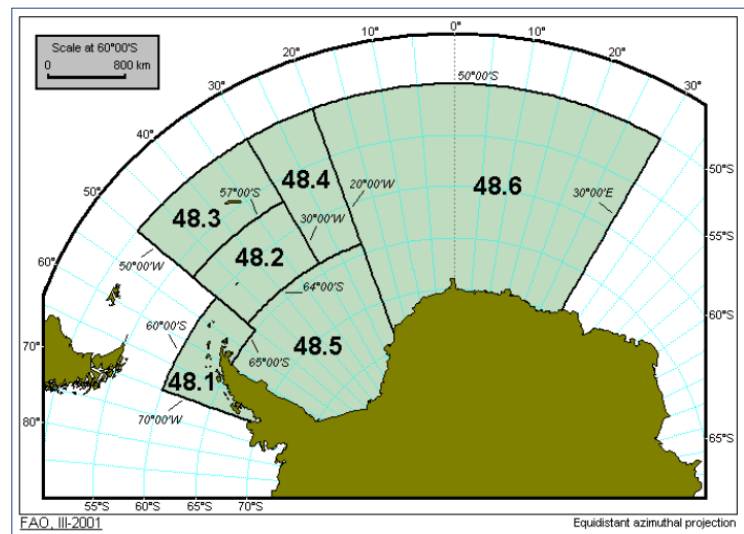 Scale at 60°00'S
0 800 km
0°
10°
10°
20°
20°
30°
30°
40°
50°
60°
70°
80°
50°00'S
50°S
55°S
60°S
65°S
57°00'S
20°00'W
30°00'W
30°00'E
50°00'W
64°00'S
60°00'S
65°00'S
70°00'W
48.4
48.6
48.3
48.2
48.5
48.1
55°S
60°S
65°S
70°S
FAO, III-2001
Equidistant azimuthal projection